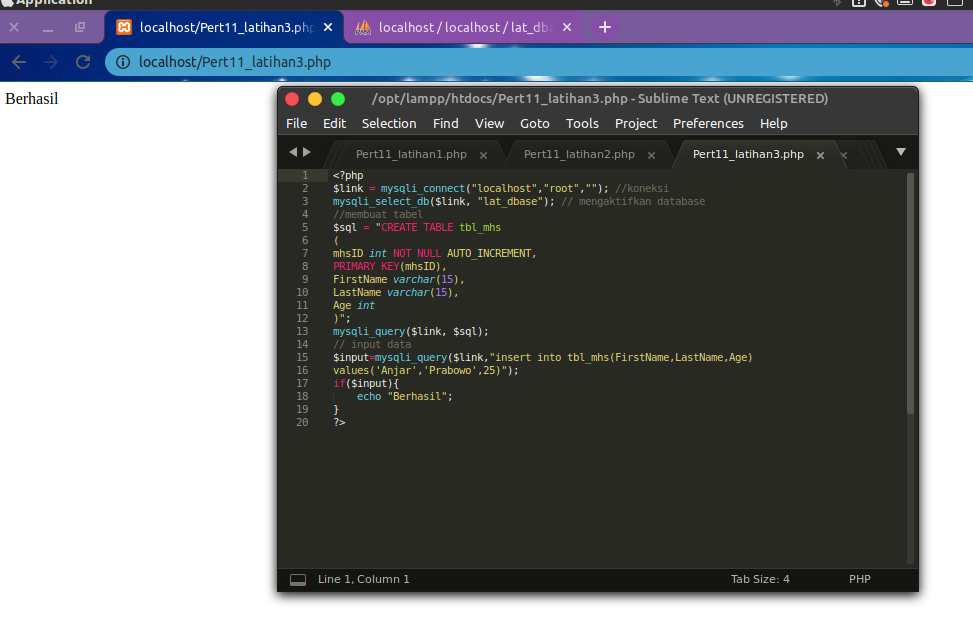 Application
localhost/Pert11_latihan3.php
localhost / localhost / lat_dba
localhost/Pert11_latihan3.php
Berhasil
/opt/lampp/htdocs/Pert11_latihan3.php - Sublime Text (UNREGISTERED)
File Edit Selection Find View Goto Tools Project Preferences Help
Pert11_latihan1.php Pert11_latihan2.php Pert11_latihan3.php
1 <?php
2 $link = mysqli_connect("localhost","root",""); //koneksi
3 mysqli_select_db($link, "lat_dbase"); // mengaktifkan database
4 //membuat tabel
5 $sql = "CREATE TABLE tbl_mhs
6 (
7 mhsID int NOT NULL AUTO_INCREMENT,
8 PRIMARY KEY(mhsID),
9 FirstName varchar(15),
10 LastName varchar(15),
11 Age int
12 )";
13 mysqli_query($link, $sql);
14 // input data
15 $input=mysqli_query($link,"insert into tbl_mhs(FirstName,LastName,Age)
16 values('Anjar','Prabowo',25)");
17 if($input){
18     echo "Berhasil";
19 }
20 ?>
Line 1, Column 1 Tab Size: 4 PHP